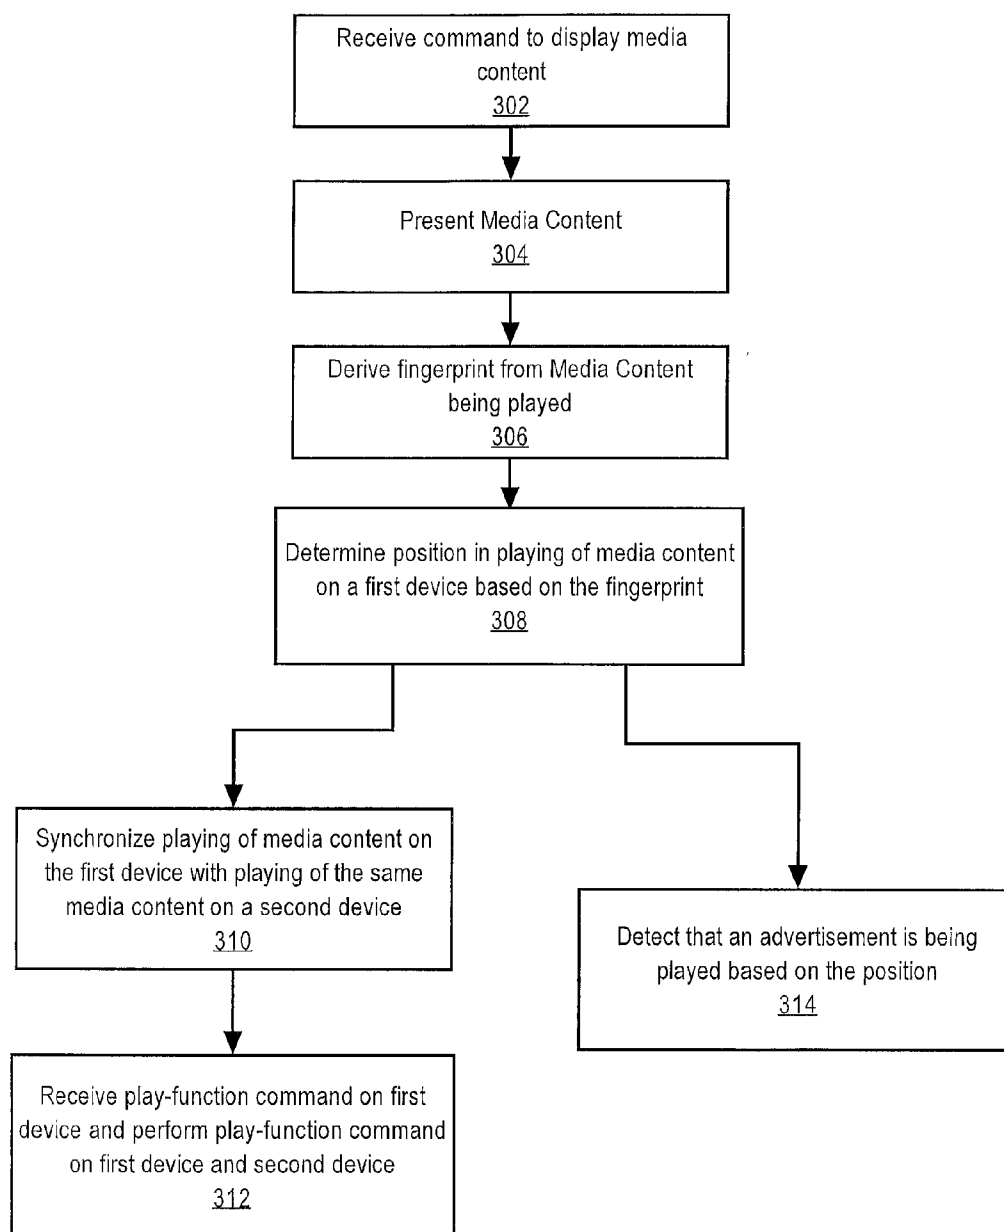 Receive command to display media
content
302
Present Media Content
304
Derive fingerprint from Media Content
being played
306
Determine position in playing of media content
on a first device based on the fingerprint
308
Synchronize playing of media content on
the first device with playing of the same
media content on a second device
310
Detect that an advertisement is being
played based on the position
314
Receive play-function command on first
device and perform play-function command
on first device and second device
312